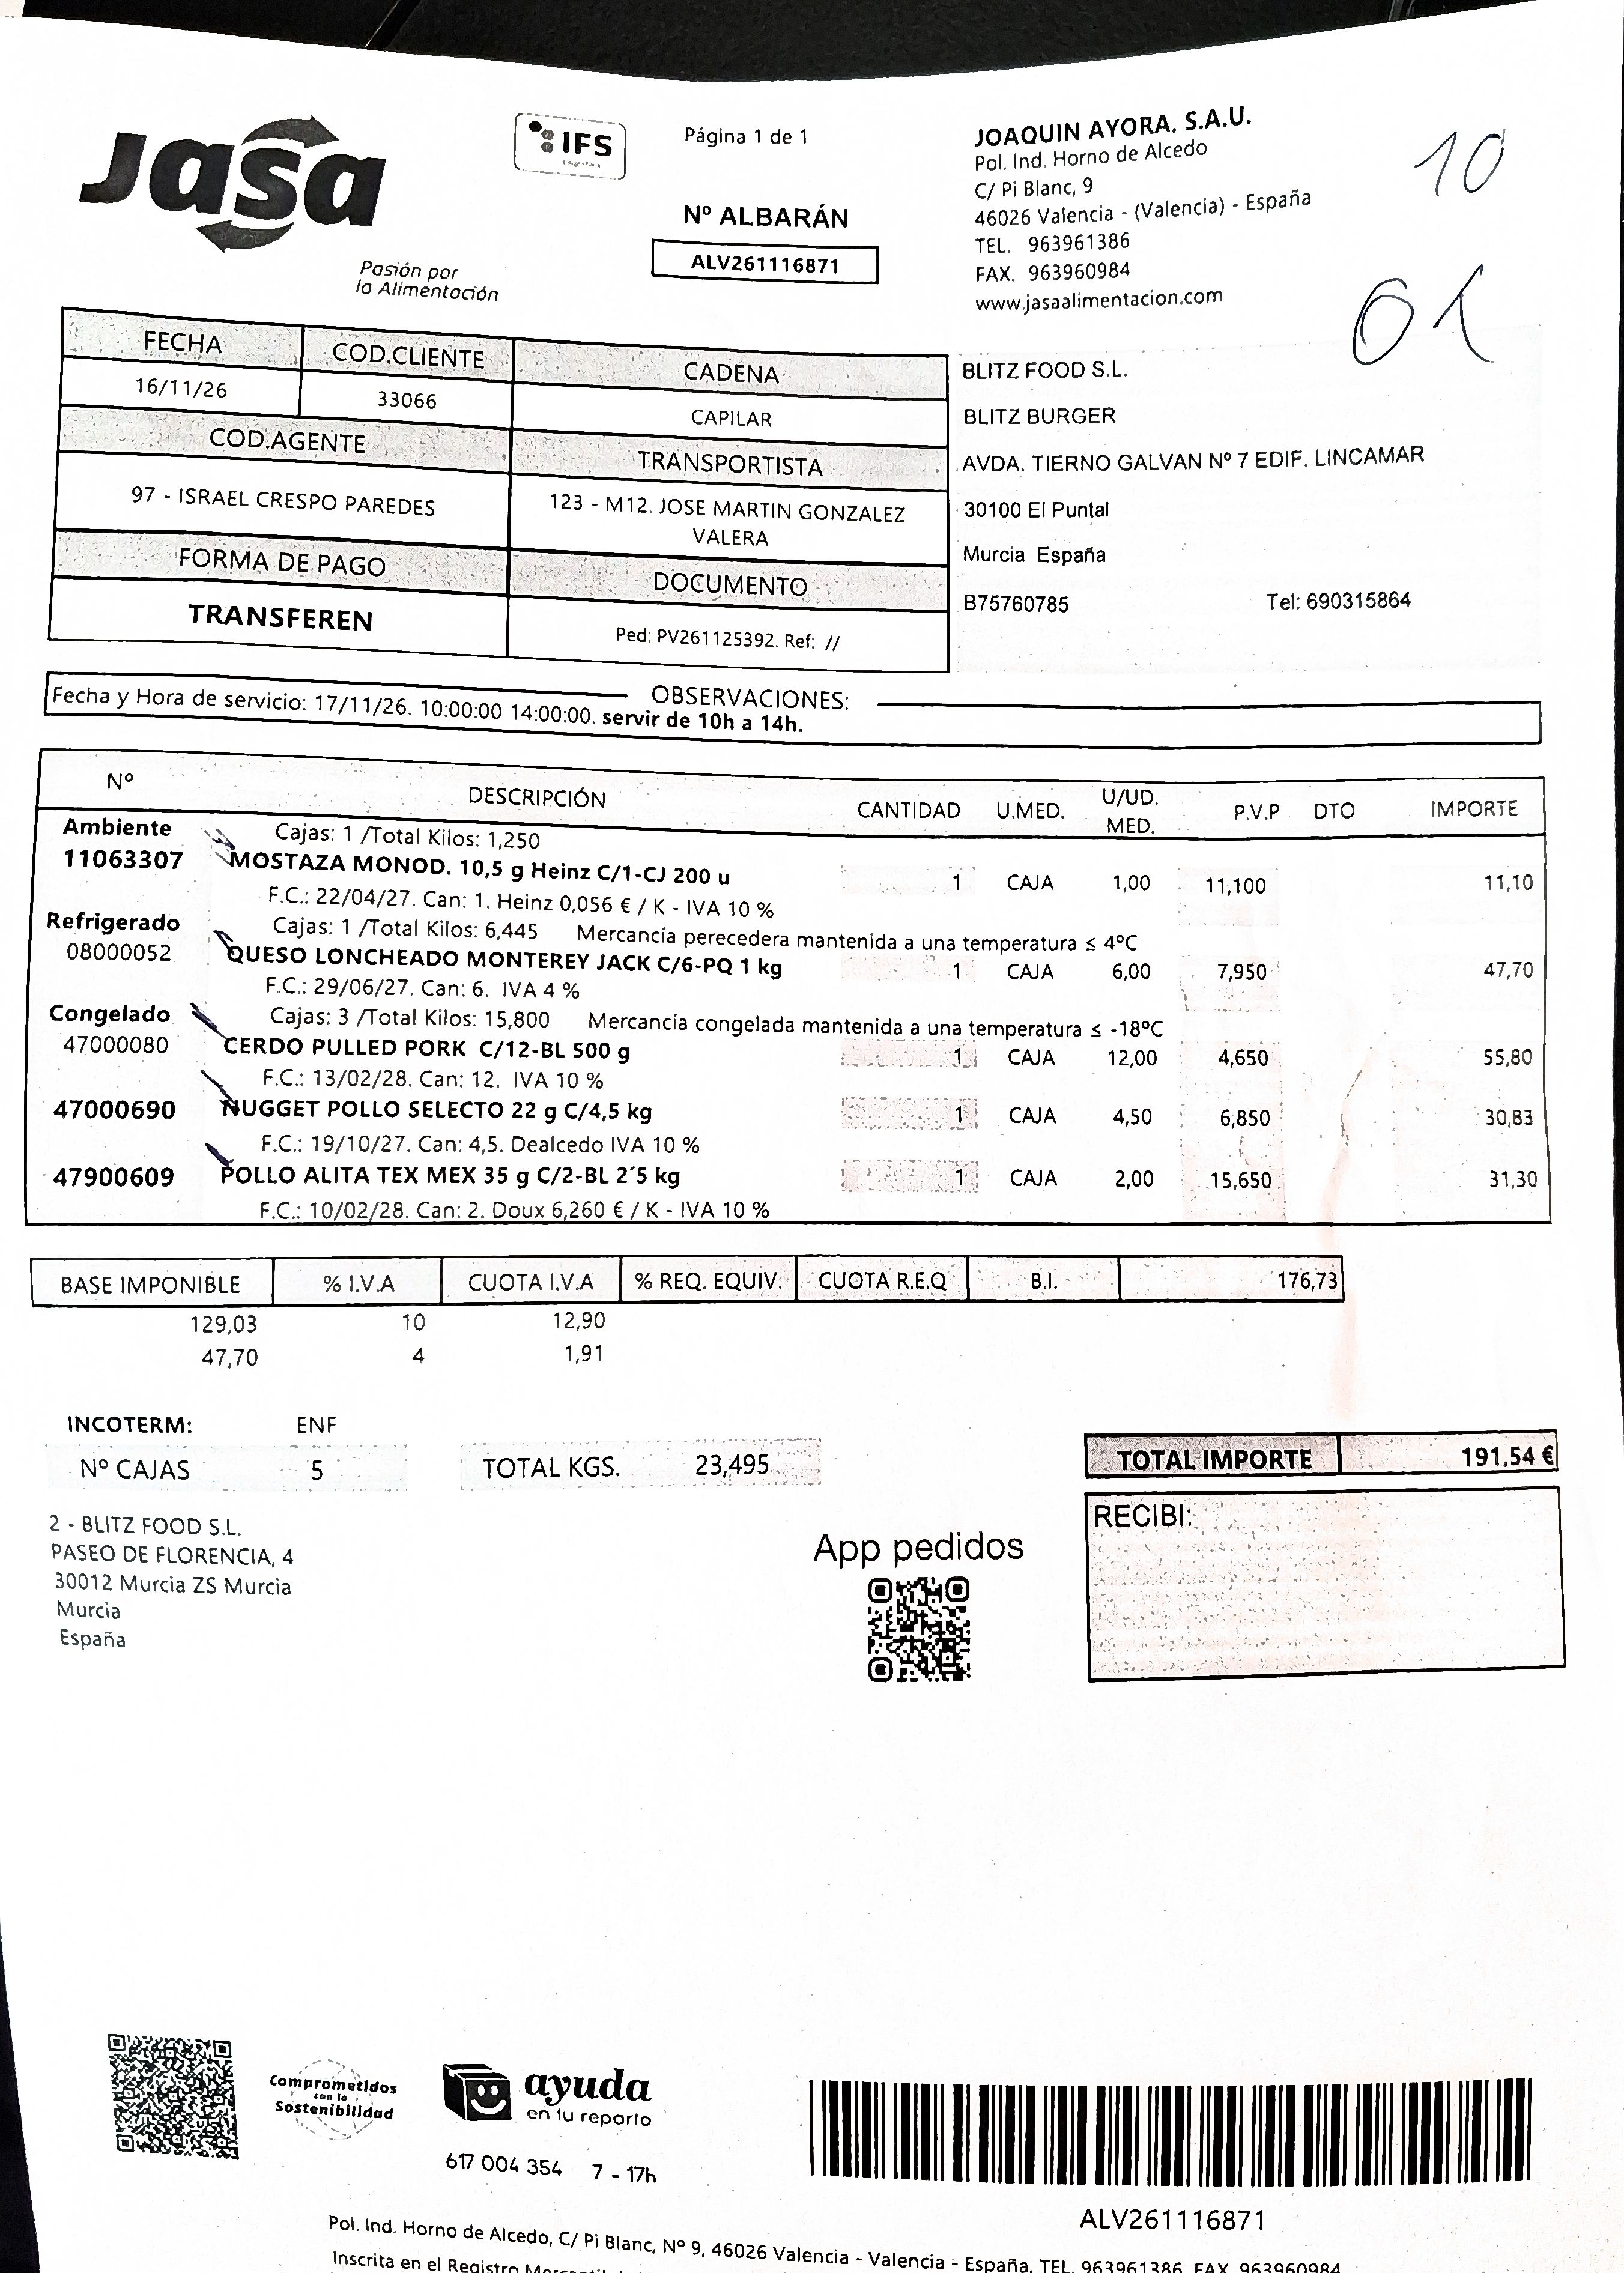 Jasa
Pasión por
la Alimentación
IFS
Página 1 de 1
Nº ALBARÁN
ALV261116871
JOAQUIN AYORA. S.A.U.
Pol. Ind. Horno de Alcedo
C/ Pi Blanc, 9
46026 Valencia - (Valencia) - España
TEL. 963961386
FAX. 963960984
www.jasaalimentacion.com
10
FECHA COD.CLIENTE CADENA
16/11/26 33066 CAPILAR
COD.AGENTE TRANSPORTISTA
97 - ISRAEL CRESPO PAREDES 123 - M12. JOSE MARTIN GONZALEZ
VALERA
FORMA DE PAGO DOCUMENTO
TRANSFEREN Ped: PV261125392. Ref: //
BLITZ FOOD S.L.
BLITZ BURGER
AVDA. TIERNO GALVAN Nº 7 EDIF. LINCAMAR
30100 El Puntal
Murcia España
B75760785 Tel: 690315864
OBSERVACIONES:
Fecha y Hora de servicio: 17/11/26. 10:00:00 14:00:00. servir de 10h a 14h.
Nº DESCRIPCIÓN CANTIDAD U.MED. U/UD. MED. P.V.P DTO IMPORTE
Ambiente Cajas: 1 /Total Kilos: 1,250
11063307 MOSTAZA MONOD. 10,5 g Heinz C/1-CJ 200 u 1 CAJA 1,00 11,100 11,10
F.C.: 22/04/27. Can: 1. Heinz 0,056 € / K - IVA 10 %
Refrigerado Cajas: 1 /Total Kilos: 6,445 Mercancía perecedera mantenida a una temperatura ≤ 4ºC
08000052 QUESO LONCHEADO MONTEREY JACK C/6-PQ 1 kg 1 CAJA 6,00 7,950 47,70
F.C.: 29/06/27. Can: 6. IVA 4 %
Congelado Cajas: 3 /Total Kilos: 15,800 Mercancía congelada mantenida a una temperatura ≤ -18ºC
47000080 CERDO PULLED PORK C/12-BL 500 g 1 CAJA 12,00 4,650 55,80
F.C.: 13/02/28. Can: 12. IVA 10 %
47000690 NUGGET POLLO SELECTO 22 g C/4,5 kg 1 CAJA 4,50 6,850 30,83
F.C.: 19/10/27. Can: 4,5. Dealcedo IVA 10 %
47900609 POLLO ALITA TEX MEX 35 g C/2-BL 2´5 kg 1 CAJA 2,00 15,650 31,30
F.C.: 10/02/28. Can: 2. Doux 6,260 € / K - IVA 10 %
BASE IMPONIBLE % I.V.A CUOTA I.V.A % REQ. EQUIV. CUOTA R.E.Q B.I. 176,73
129,03 10 12,90
47,70 4 1,91
INCOTERM: ENF
Nº CAJAS 5 TOTAL KGS. 23,495
TOTAL IMPORTE 191,54 €
RECIBI:
2 - BLITZ FOOD S.L.
PASEO DE FLORENCIA, 4
30012 Murcia ZS Murcia
Murcia
España
App pedidos
Comprometidos
con la
Sostenibilidad
ayuda
en tu reparto
617 004 354 7 - 17h
ALV261116871
Pol. Ind. Horno de Alcedo, C/ Pi Blanc, Nº 9, 46026 Valencia - Valencia - España. TEL. 963961386 FAX 963960984
Inscrita en el Registro